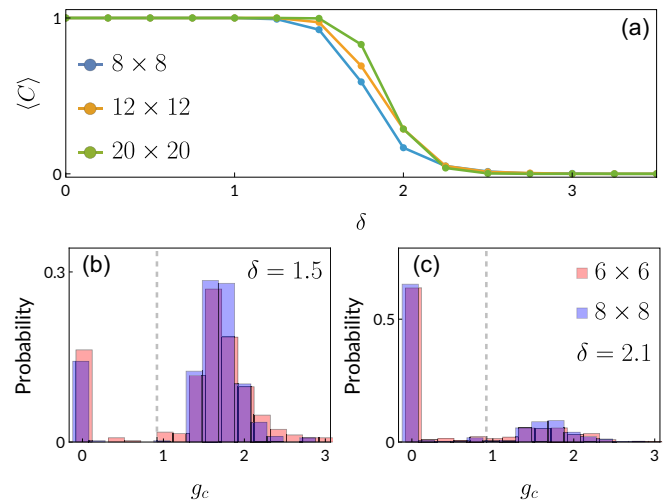 (a)
1
⟨C⟩
8 × 8
12 × 12
20 × 20
0
0 1 2 3
δ
(b)
δ = 1.5
0.3
Probability
0
0 1 2 3
g_c
(c)
6 × 6
8 × 8
δ = 2.1
0.5
Probability
0
0 1 2 3
g_c